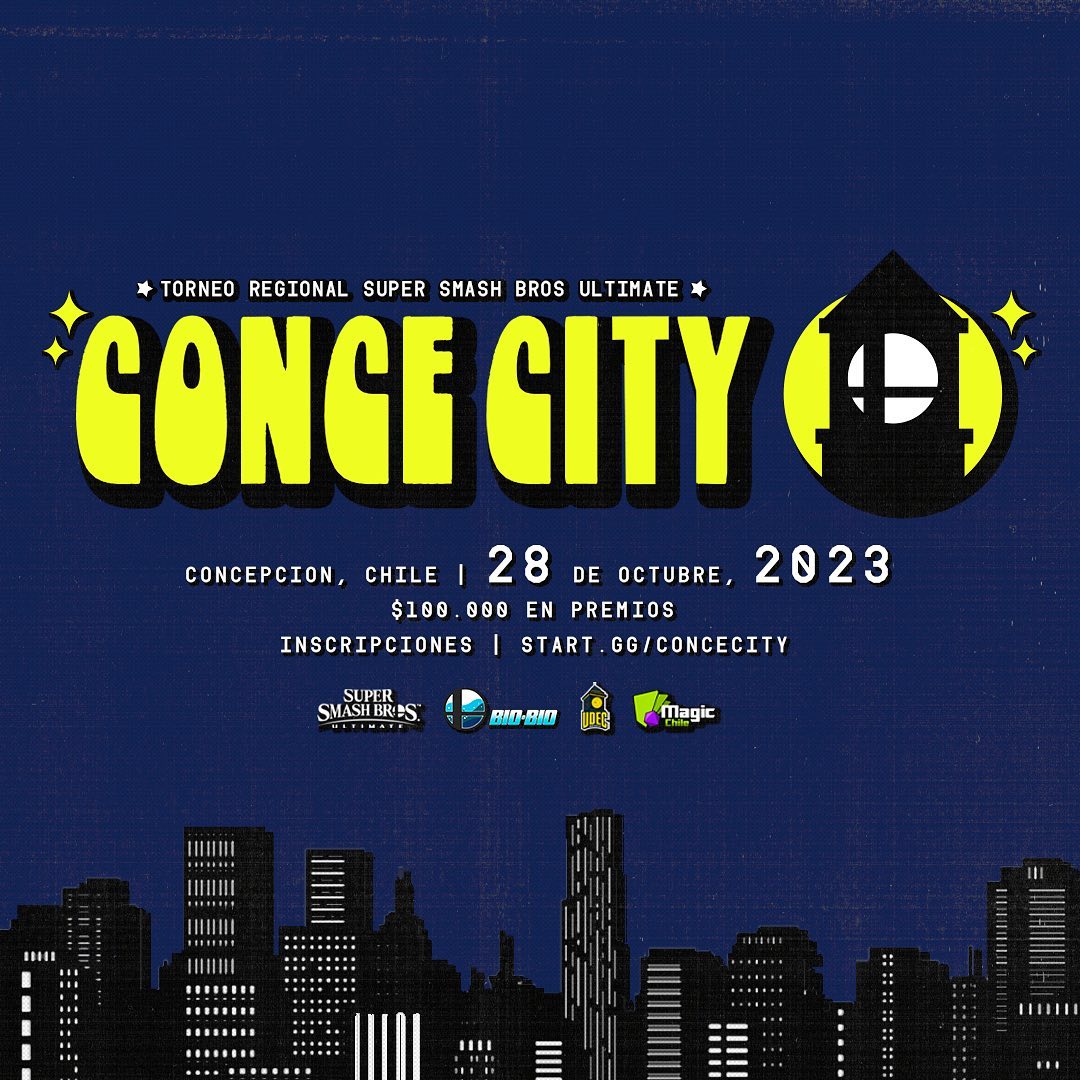 TORNEO REGIONAL SUPER SMASH BROS ULTIMATE
CONCE CITY
CONCEPCION, CHILE | 28 DE OCTUBRE, 2023
$100.000 EN PREMIOS
INSCRIPCIONES | START.GG/CONCECITY
SUPER
SMASH BROS.
ULTIMATE
BIO-BIO
UDEC
Magic
Chile